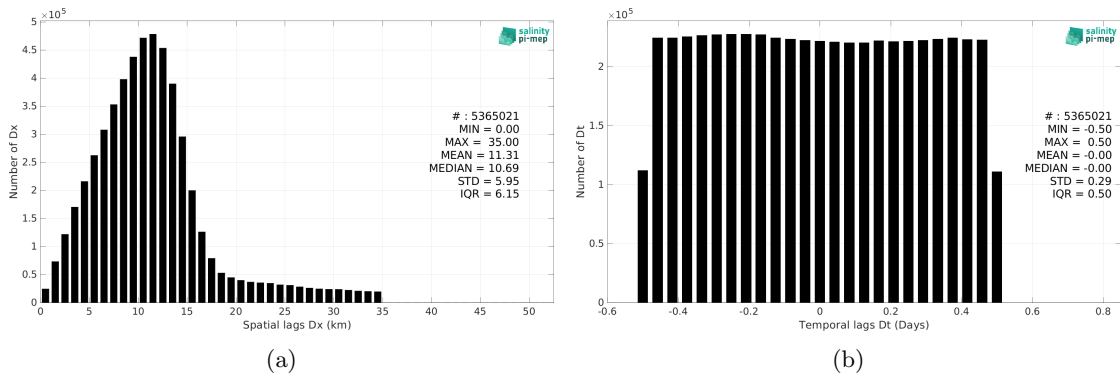 ×10⁵
5
4.5
4
3.5
3
2.5
2
1.5
1
0.5
0
Number of Dx
salinity
pi-mep
# : 5365021
MIN = 0.00
MAX = 35.00
MEAN = 11.31
MEDIAN = 10.69
STD = 5.95
IQR = 6.15
0 5 10 15 20 25 30 35 40 45 50
Spatial lags Dx (km)
(a)
×10⁵
2
1.5
1
0.5
0
Number of Dt
salinity
pi-mep
# : 5365021
MIN = -0.50
MAX = 0.50
MEAN = -0.00
MEDIAN = -0.00
STD = 0.29
IQR = 0.50
-0.6 -0.4 -0.2 0 0.2 0.4 0.6 0.8
Temporal lags Dt (Days)
(b)